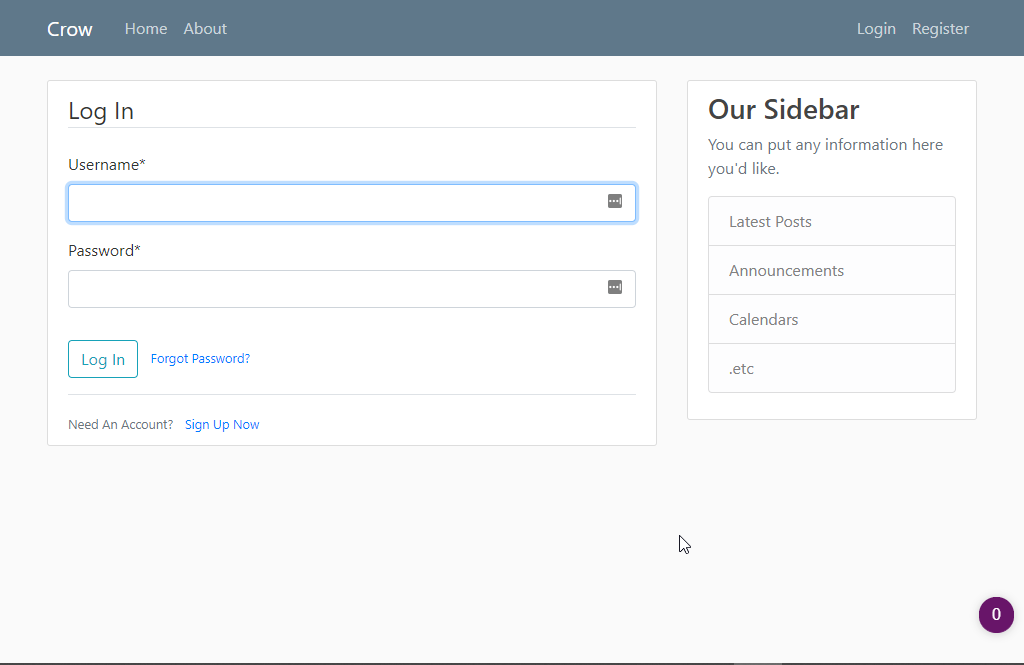 Crow Home About Login Register
Log In
Username*
Password*
Log In Forgot Password?
Need An Account? Sign Up Now
Our Sidebar
You can put any information here
you'd like.
Latest Posts
Announcements
Calendars
.etc
0